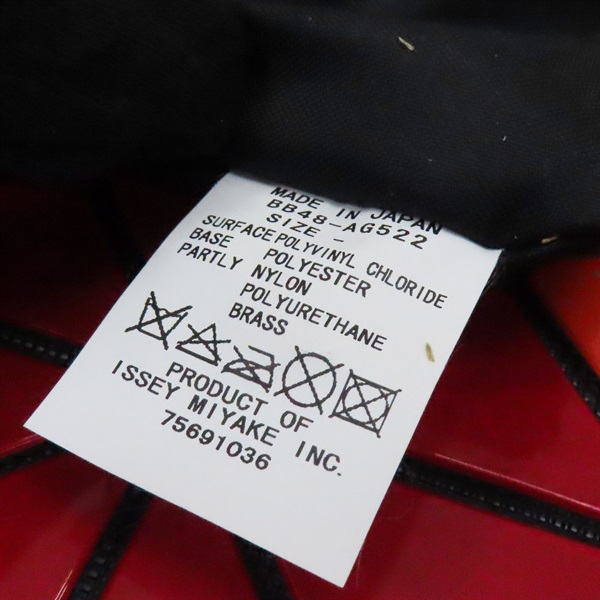 MADE IN JAPAN
BB48-AG522
SIZE -
SURFACE POLYVINYL CHLORIDE
BASE POLYESTER
PARTLY NYLON
POLYURETHANE
BRASS
PRODUCT OF
ISSEY MIYAKE INC.
75691036